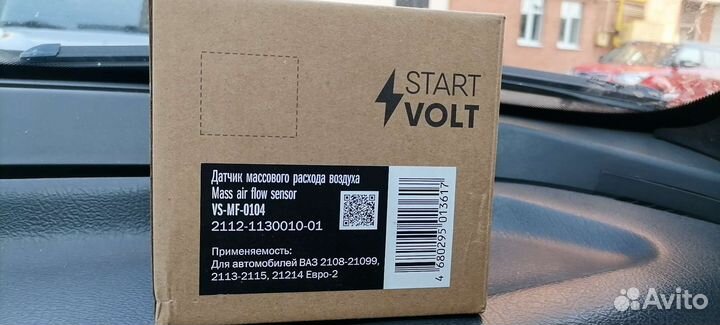 START
VOLT
Датчик массового расхода воздуха
Mass air flow sensor
VS-MF-0104
2112-1130010-01
Применяемость:
Для автомобилей ВАЗ 2108-21099,
2113-2115, 21214 Евро-2
4 680295 013617
Avito